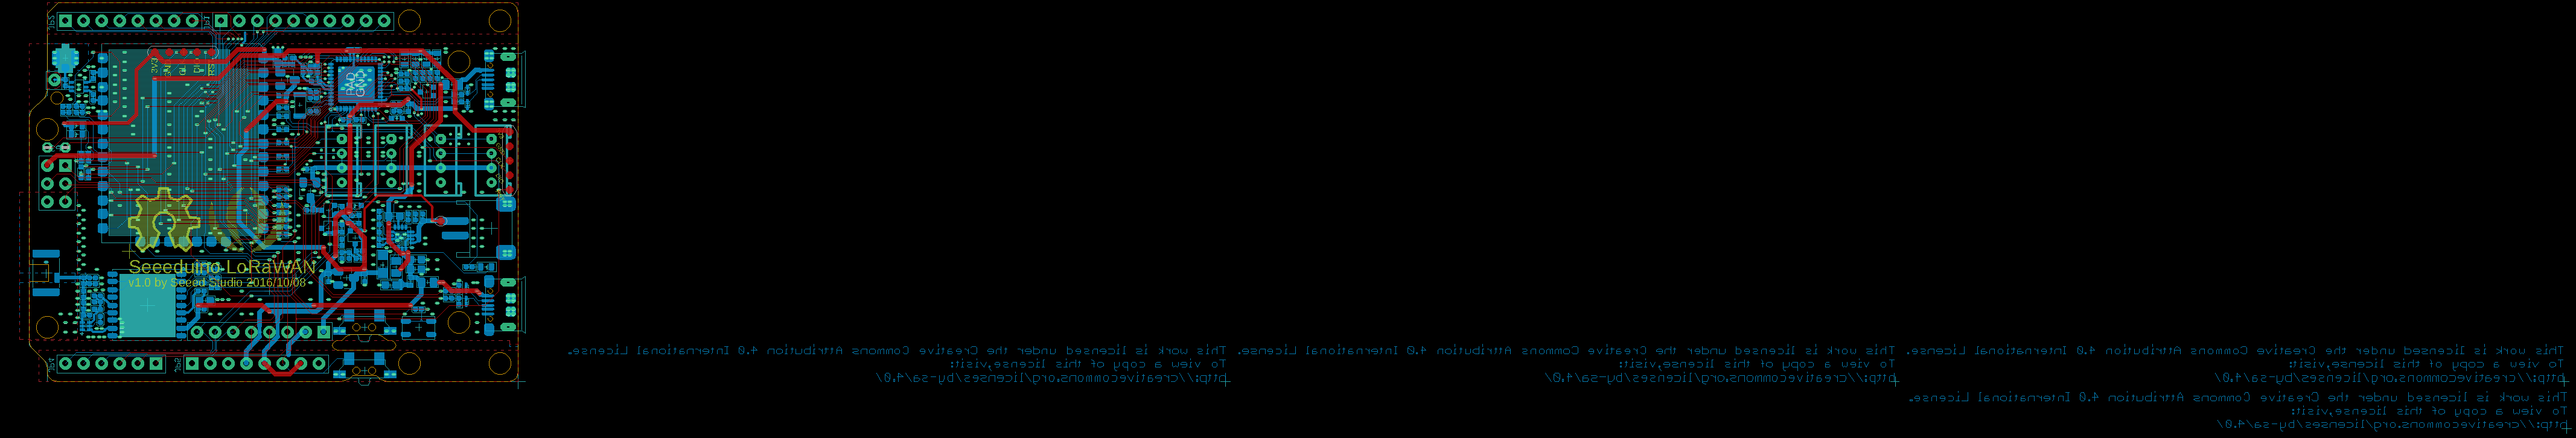 3V3
Seeeduino LoRaWAN
v1.0 by Seeed Studio 2016/10/08
This work is licensed under the Creative Commons Attribution 4.0 International License.
To view a copy of this license,visit:
http://creativecommons.org/licenses/by-sa/4.0/
This work is licensed under the Creative Commons Attribution 4.0 International License.
To view a copy of this license,visit:
http://creativecommons.org/licenses/by-sa/4.0/
This work is licensed under the Creative Commons Attribution 4.0 International License.
To view a copy of this license,visit:
http://creativecommons.org/licenses/by-sa/4.0/
This work is licensed under the Creative Commons Attribution 4.0 International License.
To view a copy of this license,visit:
http://creativecommons.org/licenses/by-sa/4.0/